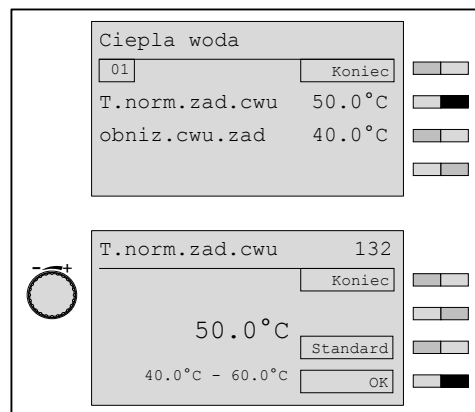 Ciepla woda
01 Koniec
T.norm.zad.cwu 50.0°C
obniz.cwu.zad 40.0°C
T.norm.zad.cwu 132
Koniec
- +
50.0°C
Standard
40.0°C - 60.0°C OK